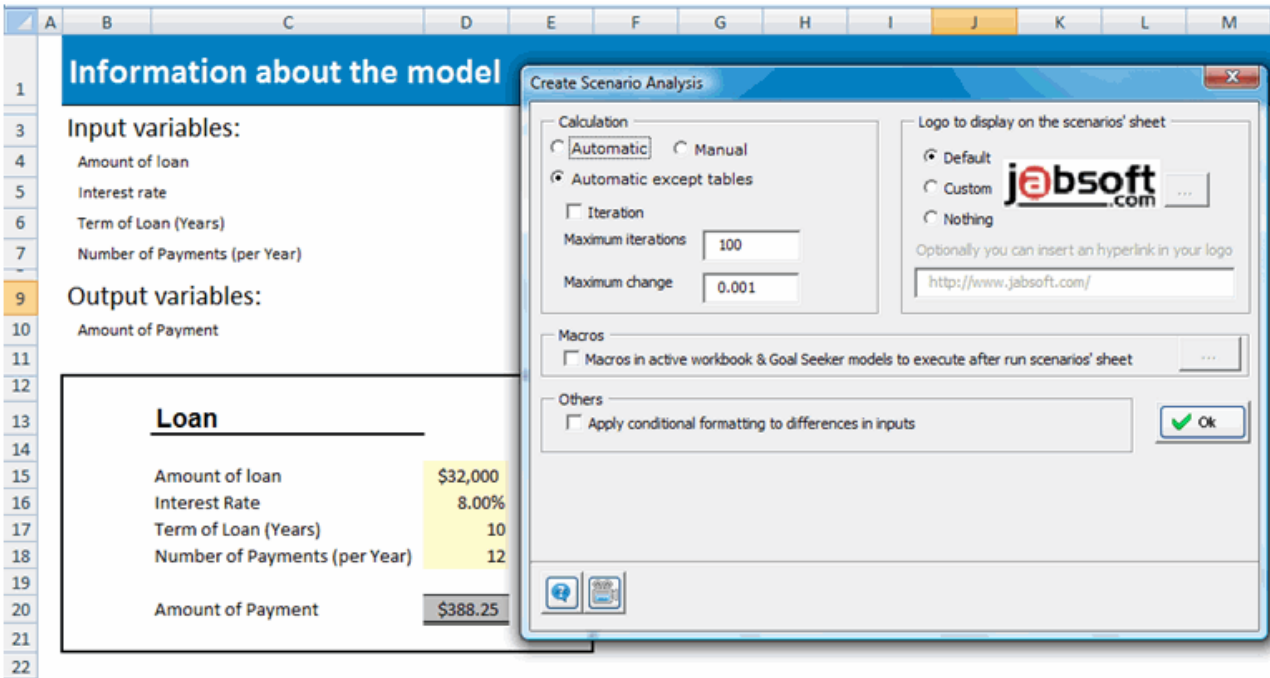 A B C D E F G H I J K L M
1 Information about the model
3 Input variables:
4 Amount of loan
5 Interest rate
6 Term of Loan (Years)
7 Number of Payments (per Year)
9 Output variables:
10 Amount of Payment
11
12
13 Loan
14
15 Amount of loan $32,000
16 Interest Rate 8.00%
17 Term of Loan (Years) 10
18 Number of Payments (per Year) 12
19
20 Amount of Payment $388.25
21
22
Create Scenario Analysis
X
Calculation
Automatic Manual
Automatic except tables
Iteration
Maximum iterations 100
Maximum change 0.001
Logo to display on the scenarios' sheet
Default
Custom
Nothing
jabsoft
.com
...
Optionally you can insert an hyperlink in your logo
http://www.jabsoft.com/
Macros
Macros in active workbook & Goal Seeker models to execute after run scenarios' sheet ...
Others
Apply conditional formatting to differences in inputs
Ok
?